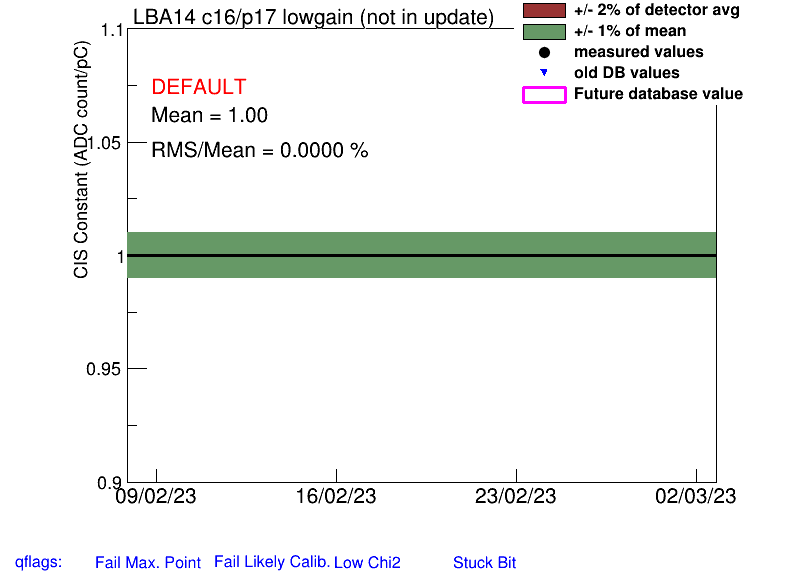 LBA14 c16/p17 lowgain (not in update)
+/- 2% of detector avg
+/- 1% of mean
measured values
old DB values
Future database value
DEFAULT
Mean = 1.00
RMS/Mean = 0.0000 %
CIS Constant (ADC count/pC)
1.1
1.05
1
0.95
0.9
09/02/23 16/02/23 23/02/23 02/03/23
qflags: Fail Max. Point Fail Likely Calib. Low Chi2 Stuck Bit